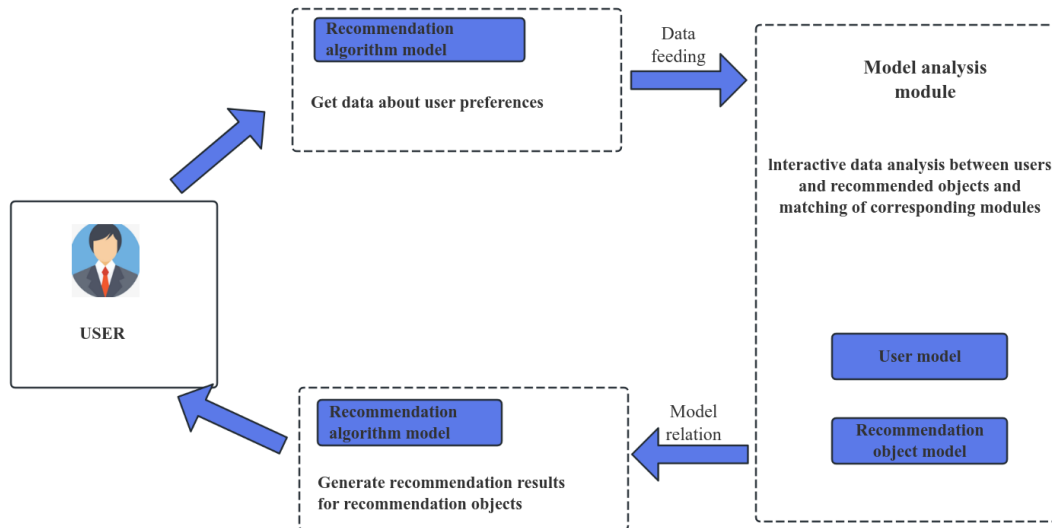 Recommendation
algorithm model
Get data about user preferences
Data
feeding
Model analysis
module
Interactive data analysis between users
and recommended objects and
matching of corresponding modules
USER
User model
Recommendation
object model
Model
relation
Recommendation
algorithm model
Generate recommendation results
for recommendation objects